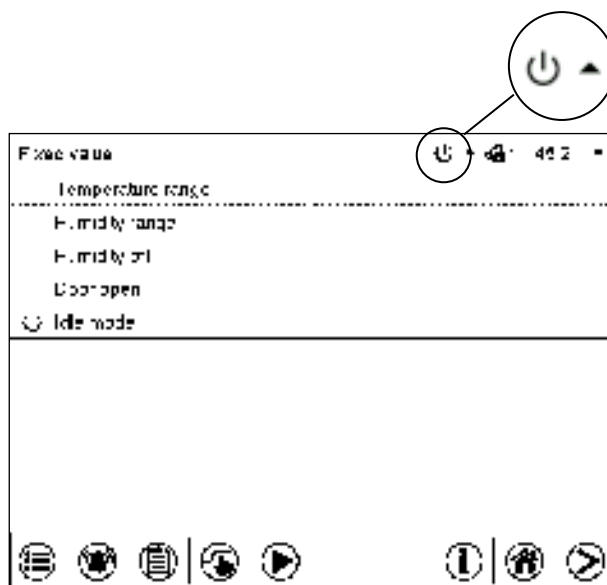 Fixed value
Temperature range
Humidity range
Humidity off
Door open
Idle mode